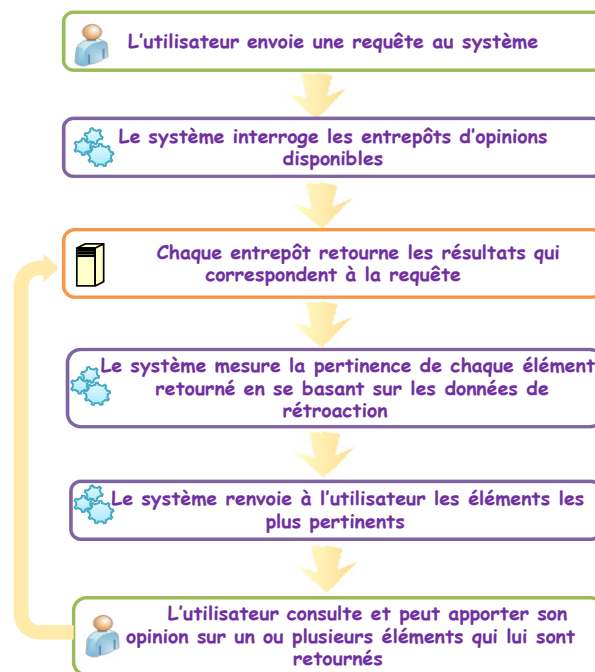 L'utilisateur envoie une requête au système
Le système interroge les entrepôts d'opinions
disponibles
Chaque entrepôt retourne les résultats qui
correspondent à la requête
Le système mesure la pertinence de chaque élément
retourné en se basant sur les données de
rétroaction
Le système renvoie à l'utilisateur les éléments les
plus pertinents
L'utilisateur consulte et peut apporter son
opinion sur un ou plusieurs éléments qui lui sont
retournés